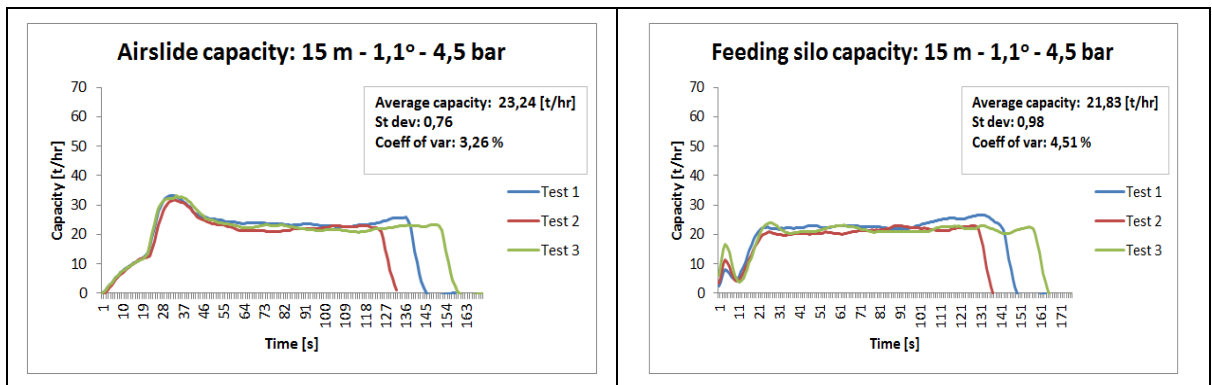 Airslide capacity: 15 m - 1,1º - 4,5 bar
Capacity [t/hr]
70
60
50
40
30
20
10
0
Average capacity: 23,24 [t/hr]
St dev: 0,76
Coeff of var: 3,26 %
Test 1
Test 2
Test 3
1 10 19 28 37 46 55 64 73 82 91 100 109 118 127 136 145 154 163
Time [s]
Feeding silo capacity: 15 m - 1,1º - 4,5 bar
Capacity [t/hr]
70
60
50
40
30
20
10
0
Average capacity: 21,83 [t/hr]
St dev: 0,98
Coeff of var: 4,51 %
Test 1
Test 2
Test 3
1 11 21 31 41 51 61 71 81 91 101 111 121 131 141 151 161 171
Time [s]